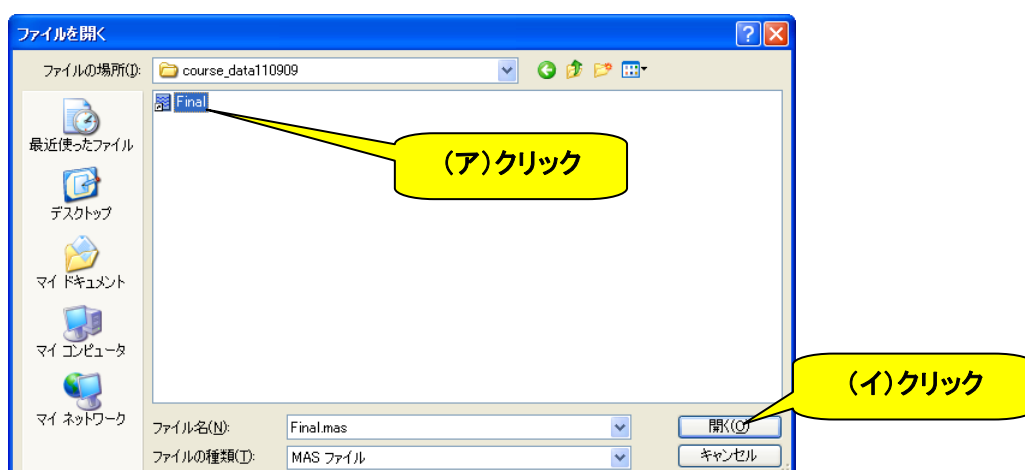 ファイルを開く
ファイルの場所(I):
course_data110909
Final
最近使ったファイル
デスクトップ
マイ ドキュメント
マイ コンピュータ
マイ ネットワーク
(ア)クリック
(イ)クリック
ファイル名(N):
Final.mas
開く(O)
ファイルの種類(T):
MAS ファイル
キャンセル